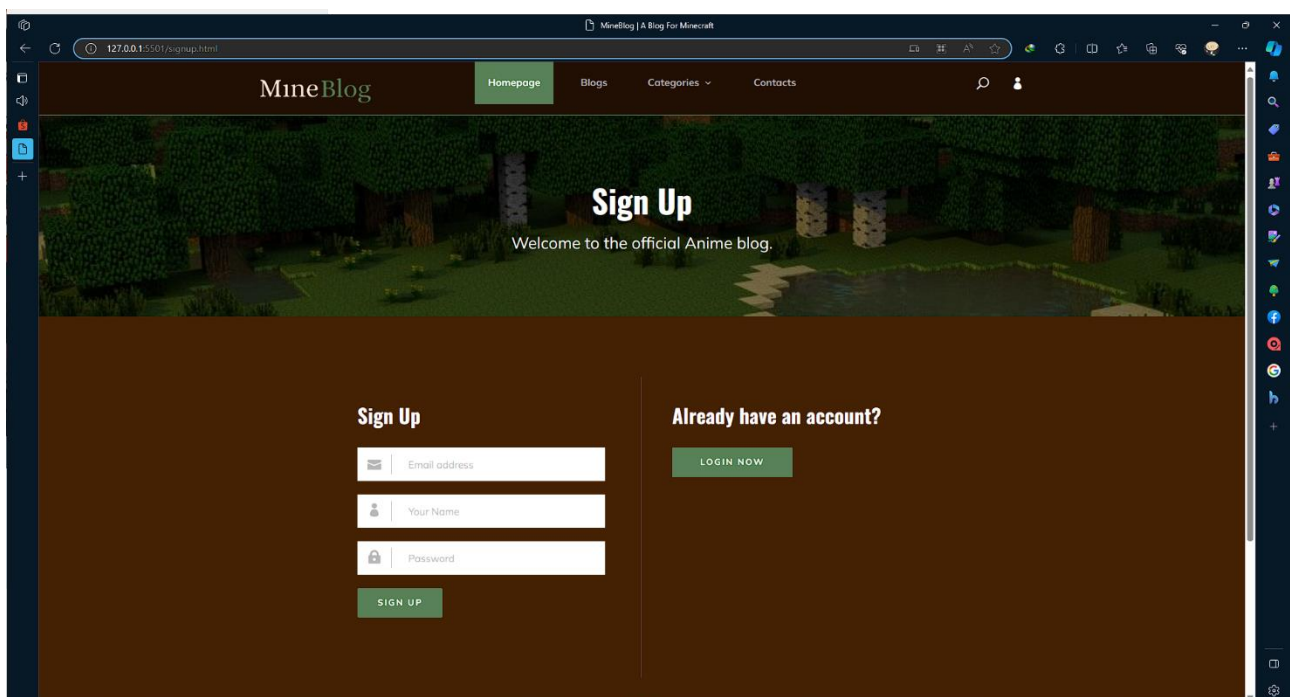 MineBlog | A Blog For Minecraft
127.0.0.1:5501/signup.html
MineBlog
Homepage
Blogs
Categories
Contacts
Sign Up
Welcome to the official Anime blog.
Sign Up
Already have an account?
Email address
LOGIN NOW
Your Name
Password
SIGN UP